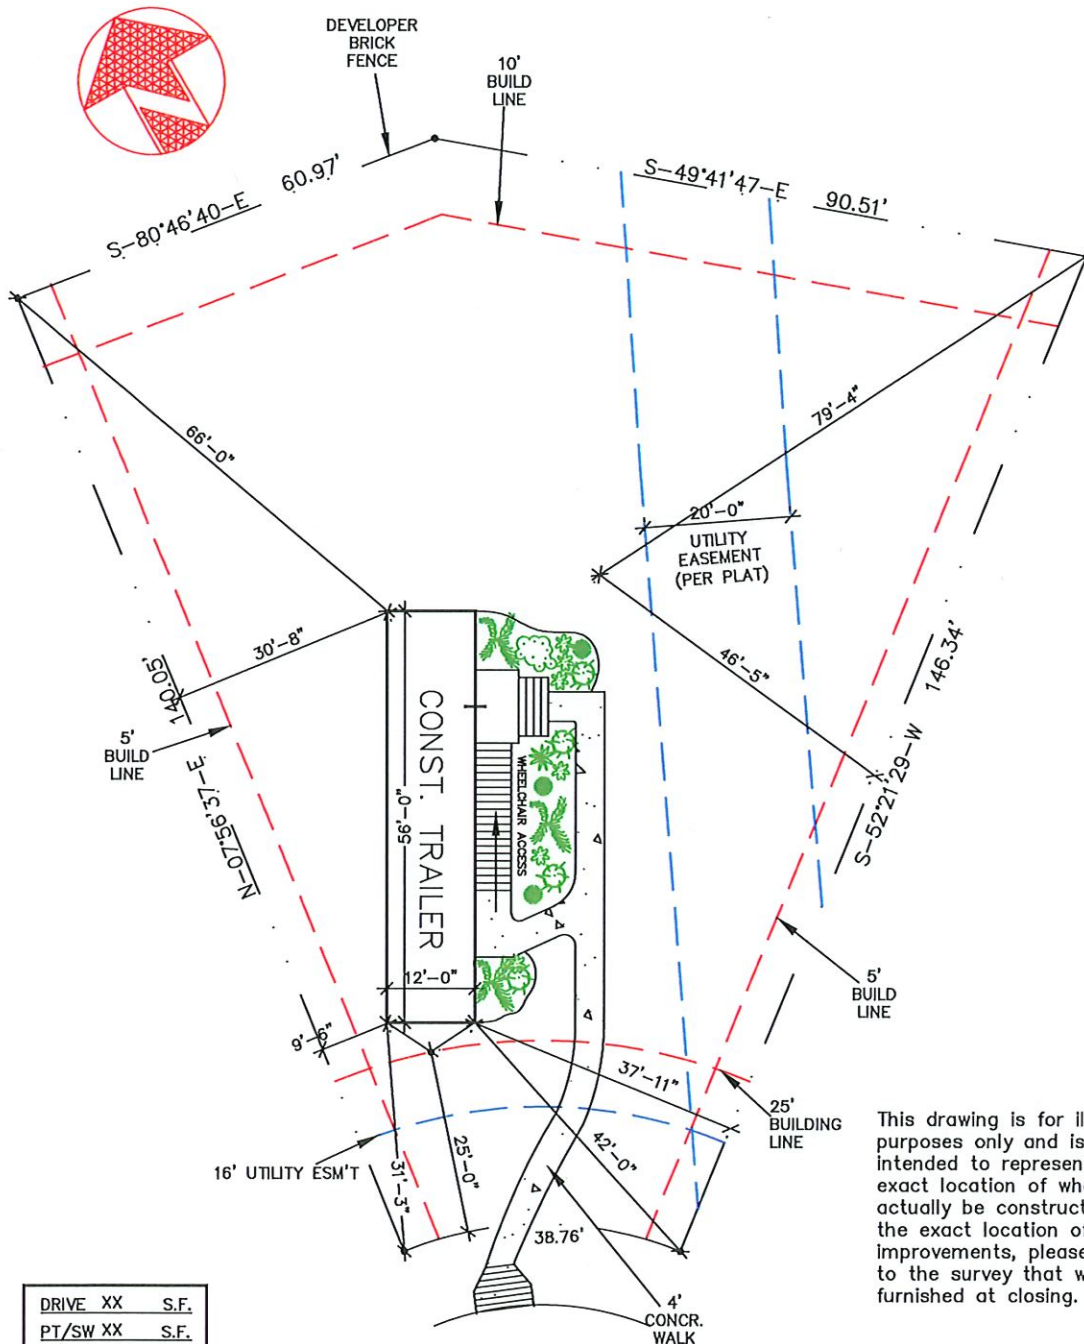 DEVELOPER
BRICK
FENCE
10'
BUILD
LINE
S-80°46'40-E 60.97'
S-49°41'47-E 90.51'
66'-0"
79'-4"
20'-0"
UTILITY
EASEMENT
(PER PLAT)
30'-8"
46'-5"
140.05'
N-07°56'37-E
146.34'
S-52°21'29-W
5'
BUILD
LINE
CONST. TRAILER
56'-0"
WHEELCHAIR ACCESS
12'-0"
9'-6"
5'
BUILD
LINE
37'-11"
25'
BUILDING
LINE
16' UTILITY ESM'T
31'-3"
25'-0"
42'-0"
38.76'
4'
CONCR.
WALK
This drawing is for il
purposes only and is
intended to represen
exact location of wh
actually be construct
the exact location o
improvements, please
to the survey that w
furnished at closing.
DRIVE XX S.F.
PT/SW XX S.F.